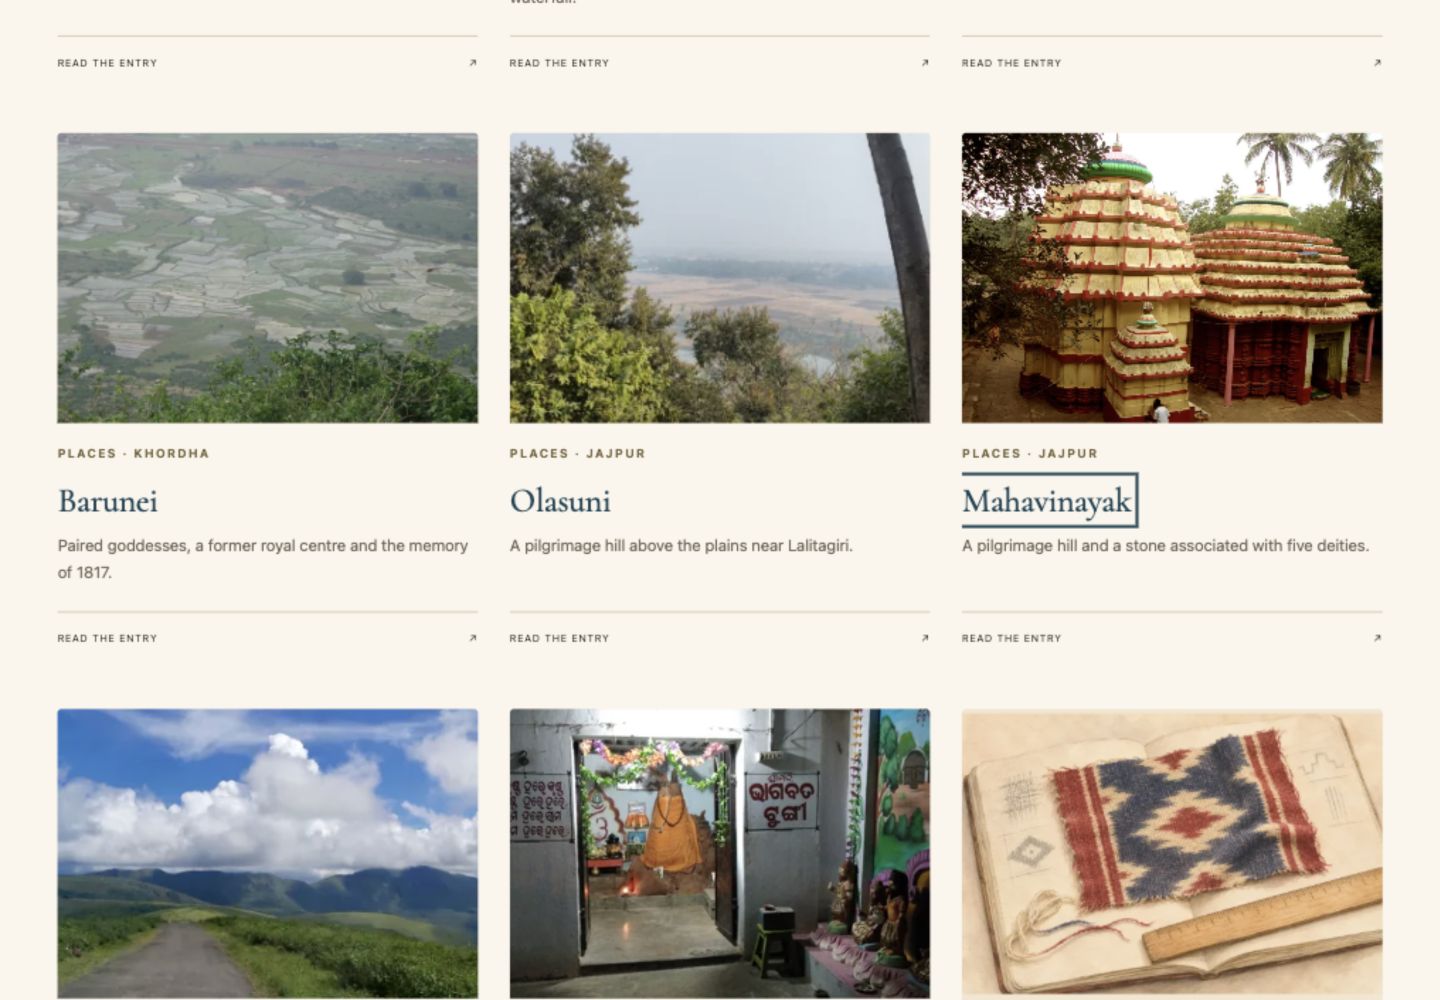 waterfall.
READ THE ENTRY ↗
READ THE ENTRY ↗
READ THE ENTRY ↗
PLACES · KHORDHA
Barunei
Paired goddesses, a former royal centre and the memory
of 1817.
READ THE ENTRY ↗
PLACES · JAJPUR
Olasuni
A pilgrimage hill above the plains near Lalitagiri.
READ THE ENTRY ↗
PLACES · JAJPUR
Mahavinayak
A pilgrimage hill and a stone associated with five deities.
READ THE ENTRY ↗
ଭାଗବତ
ଟୁଙ୍ଗୀ